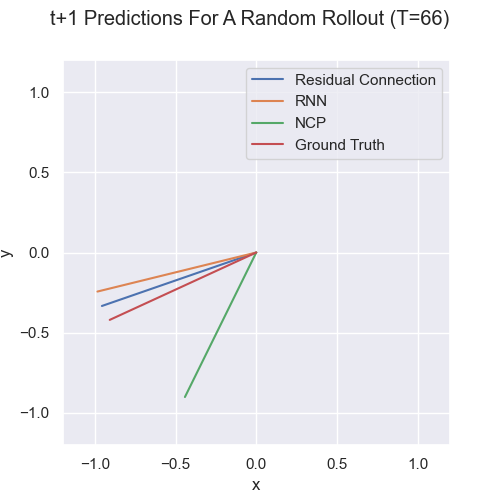 t+1 Predictions For A Random Rollout (T=66)
Residual Connection
RNN
NCP
Ground Truth
1.0
0.5
0.0
−0.5
−1.0
y
−1.0 −0.5 0.0 0.5 1.0
x